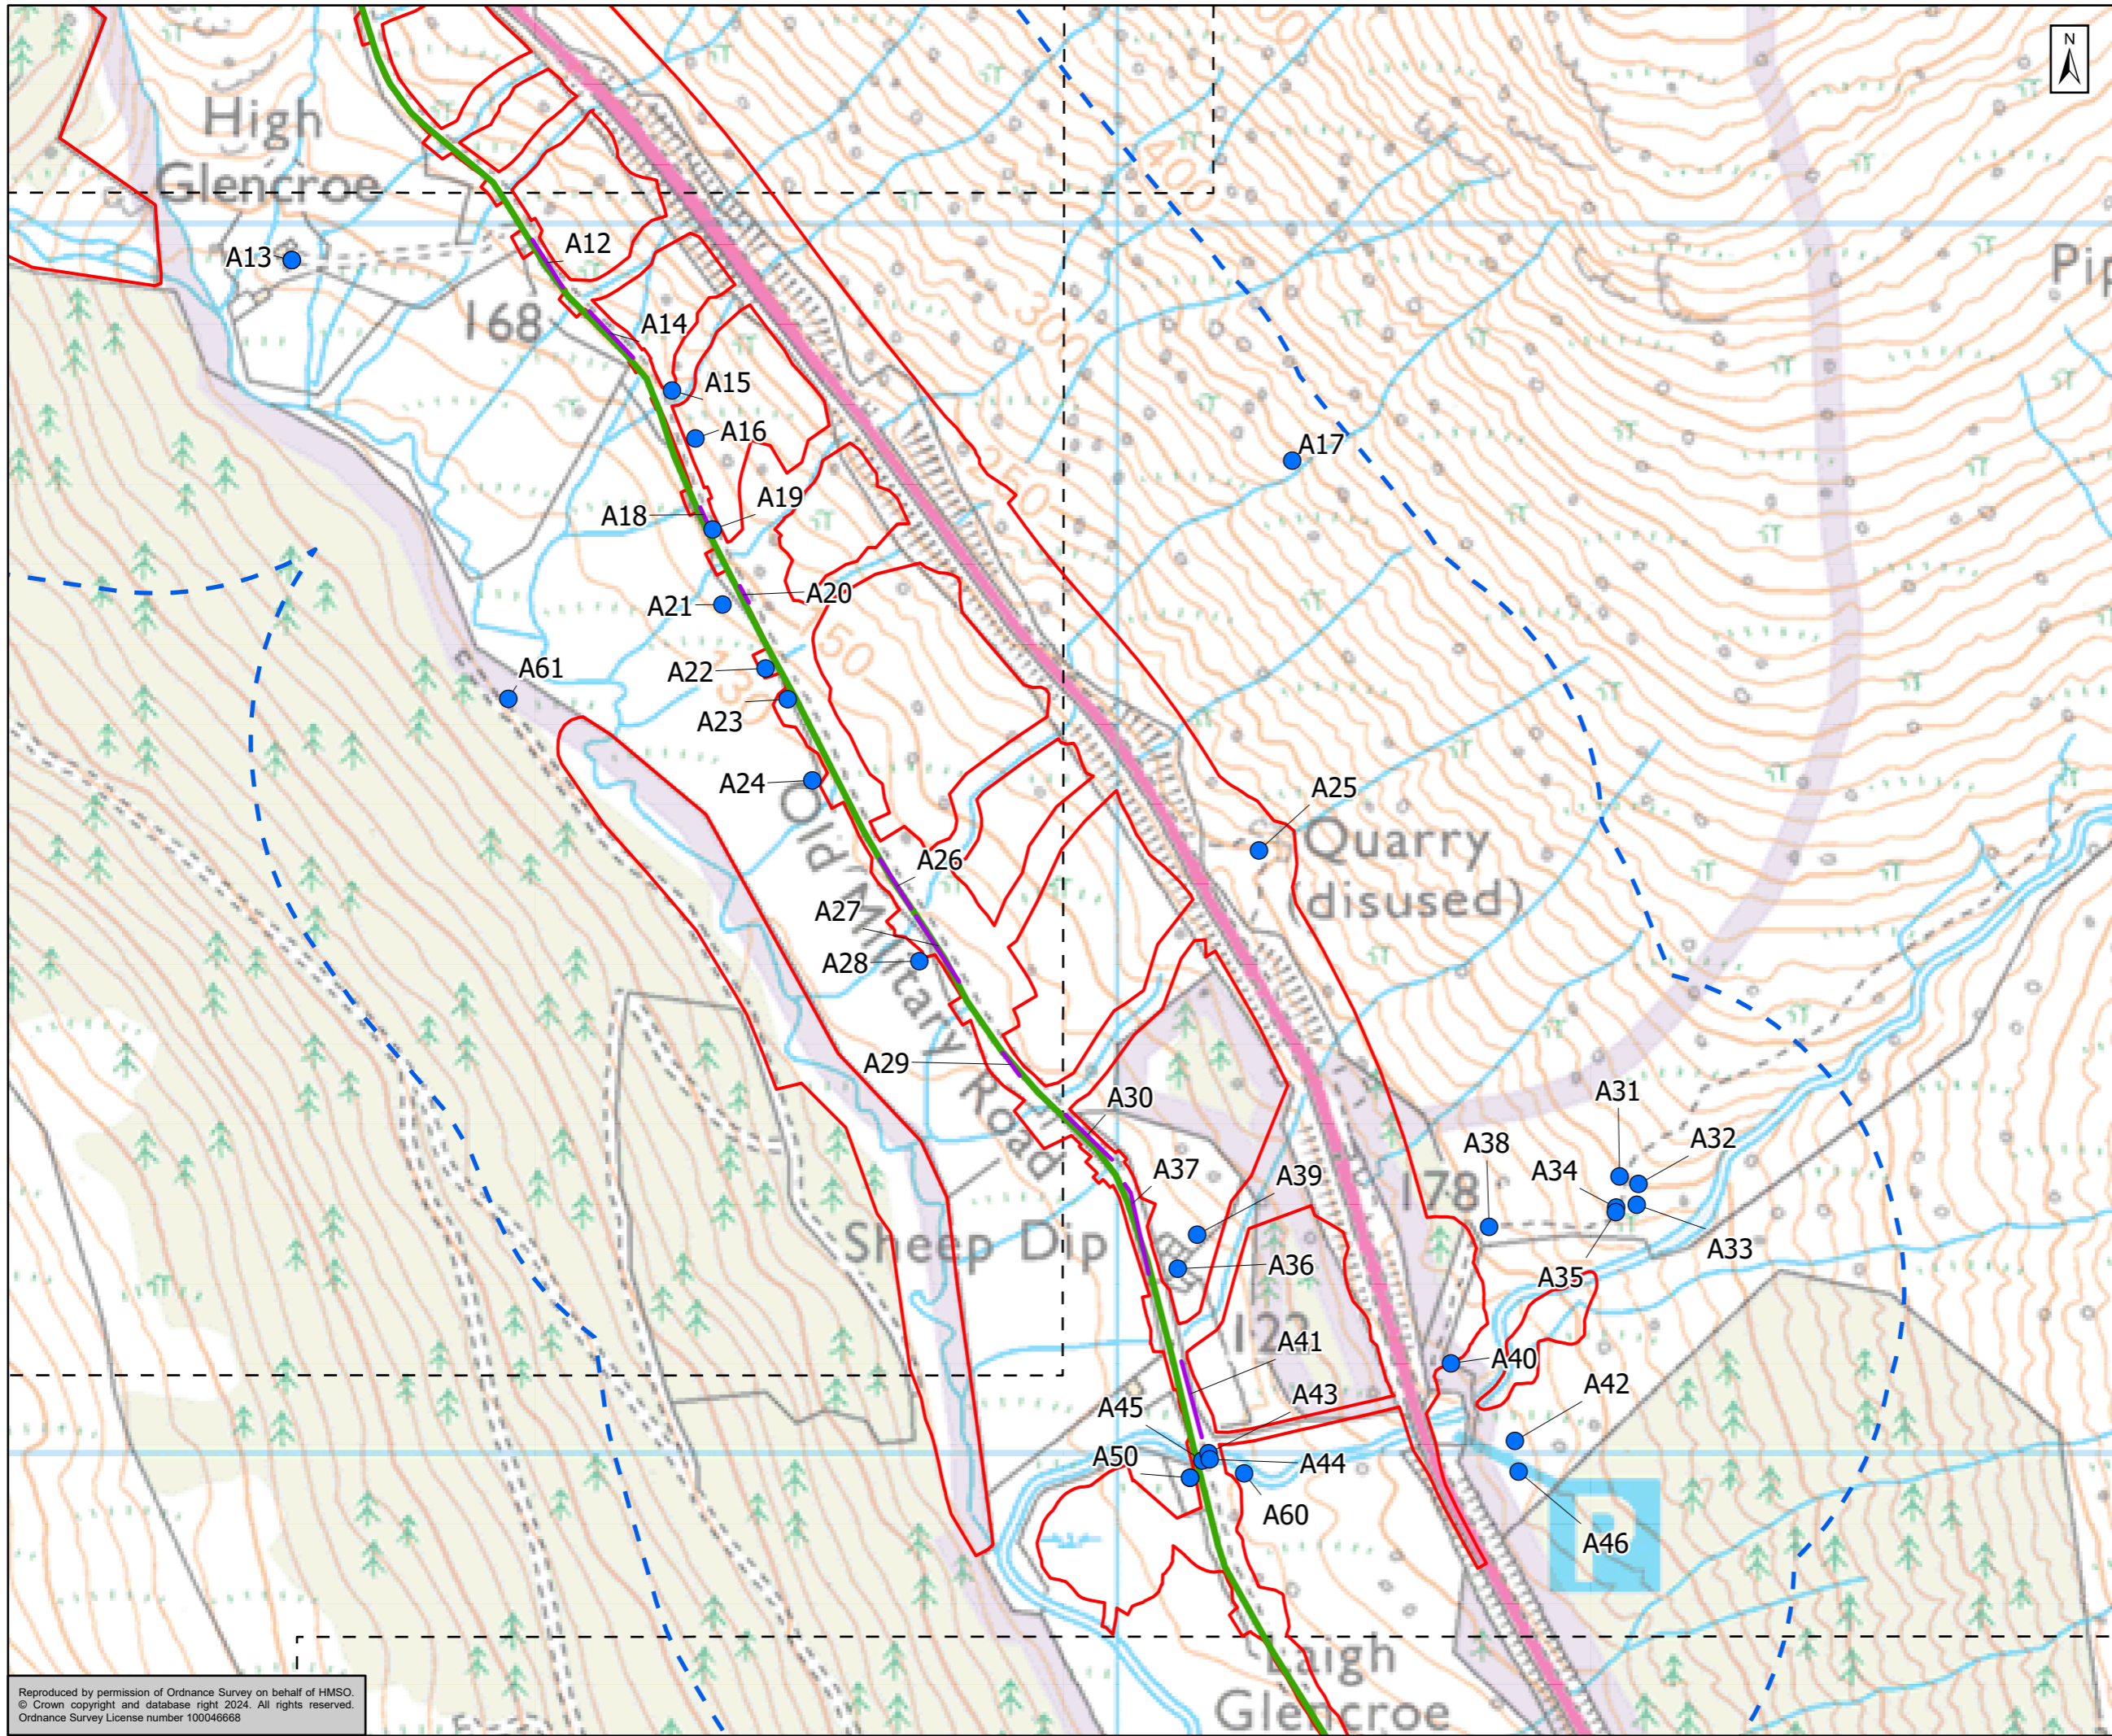 N
High
Glencroe
A13
A12
168
A14
A15
A16
A17
A18
A19
A20
A21
160
A22
A23
A61
A24
A25
Quarry
(disused)
Old Military Road
A26
A27
A28
A29
A30
A31
A32
A38
A34
A37
A39
178
Sheep Dip
A33
A36
A35
122
A41
A40
A42
A43
A45
A50
A44
A60
A46
P
Laigh
Glencroe
250
Reproduced by permission of Ordnance Survey on behalf of HMSO.
© Crown copyright and database right 2024. All rights reserved.
Ordnance Survey License number 100046668